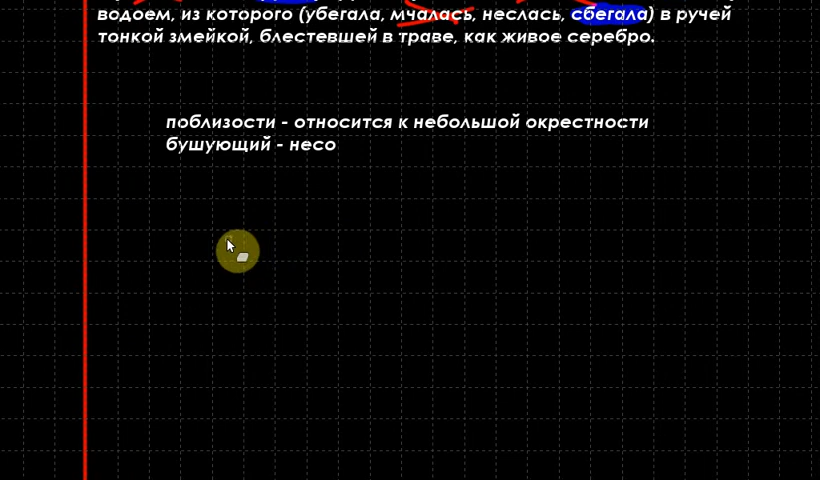 водоем, из которого (убегала, мчалась, неслась, сбегала) в ручей
тонкой змейкой, блестевшей в траве, как живое серебро.
поблизости - относится к небольшой окрестности
бушующий - несо